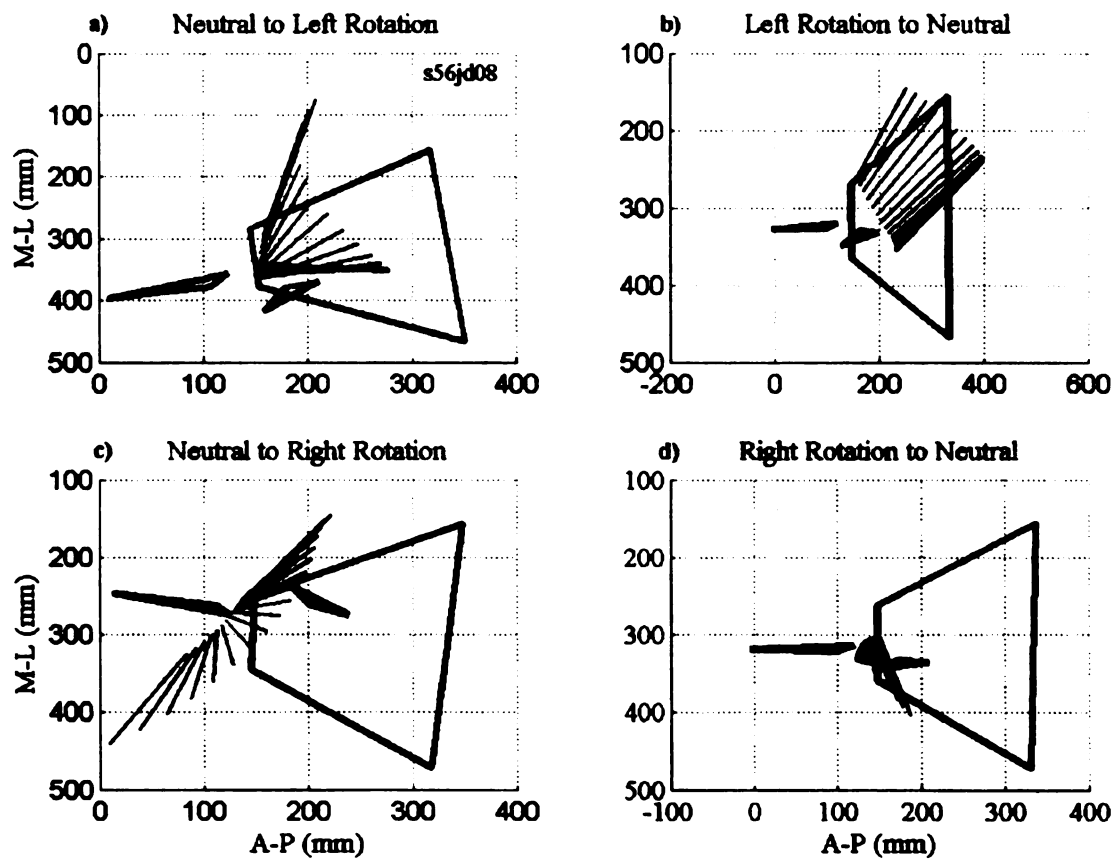 a) Neutral to Left Rotation
s56jd08
M-L (mm)
0
100
200
300
400
500
0 100 200 300 400
b) Left Rotation to Neutral
100
200
300
400
500
-200 0 200 400 600
c) Neutral to Right Rotation
M-L (mm)
100
200
300
400
500
0 100 200 300 400
A-P (mm)
d) Right Rotation to Neutral
100
200
300
400
500
-100 0 100 200 300 400
A-P (mm)